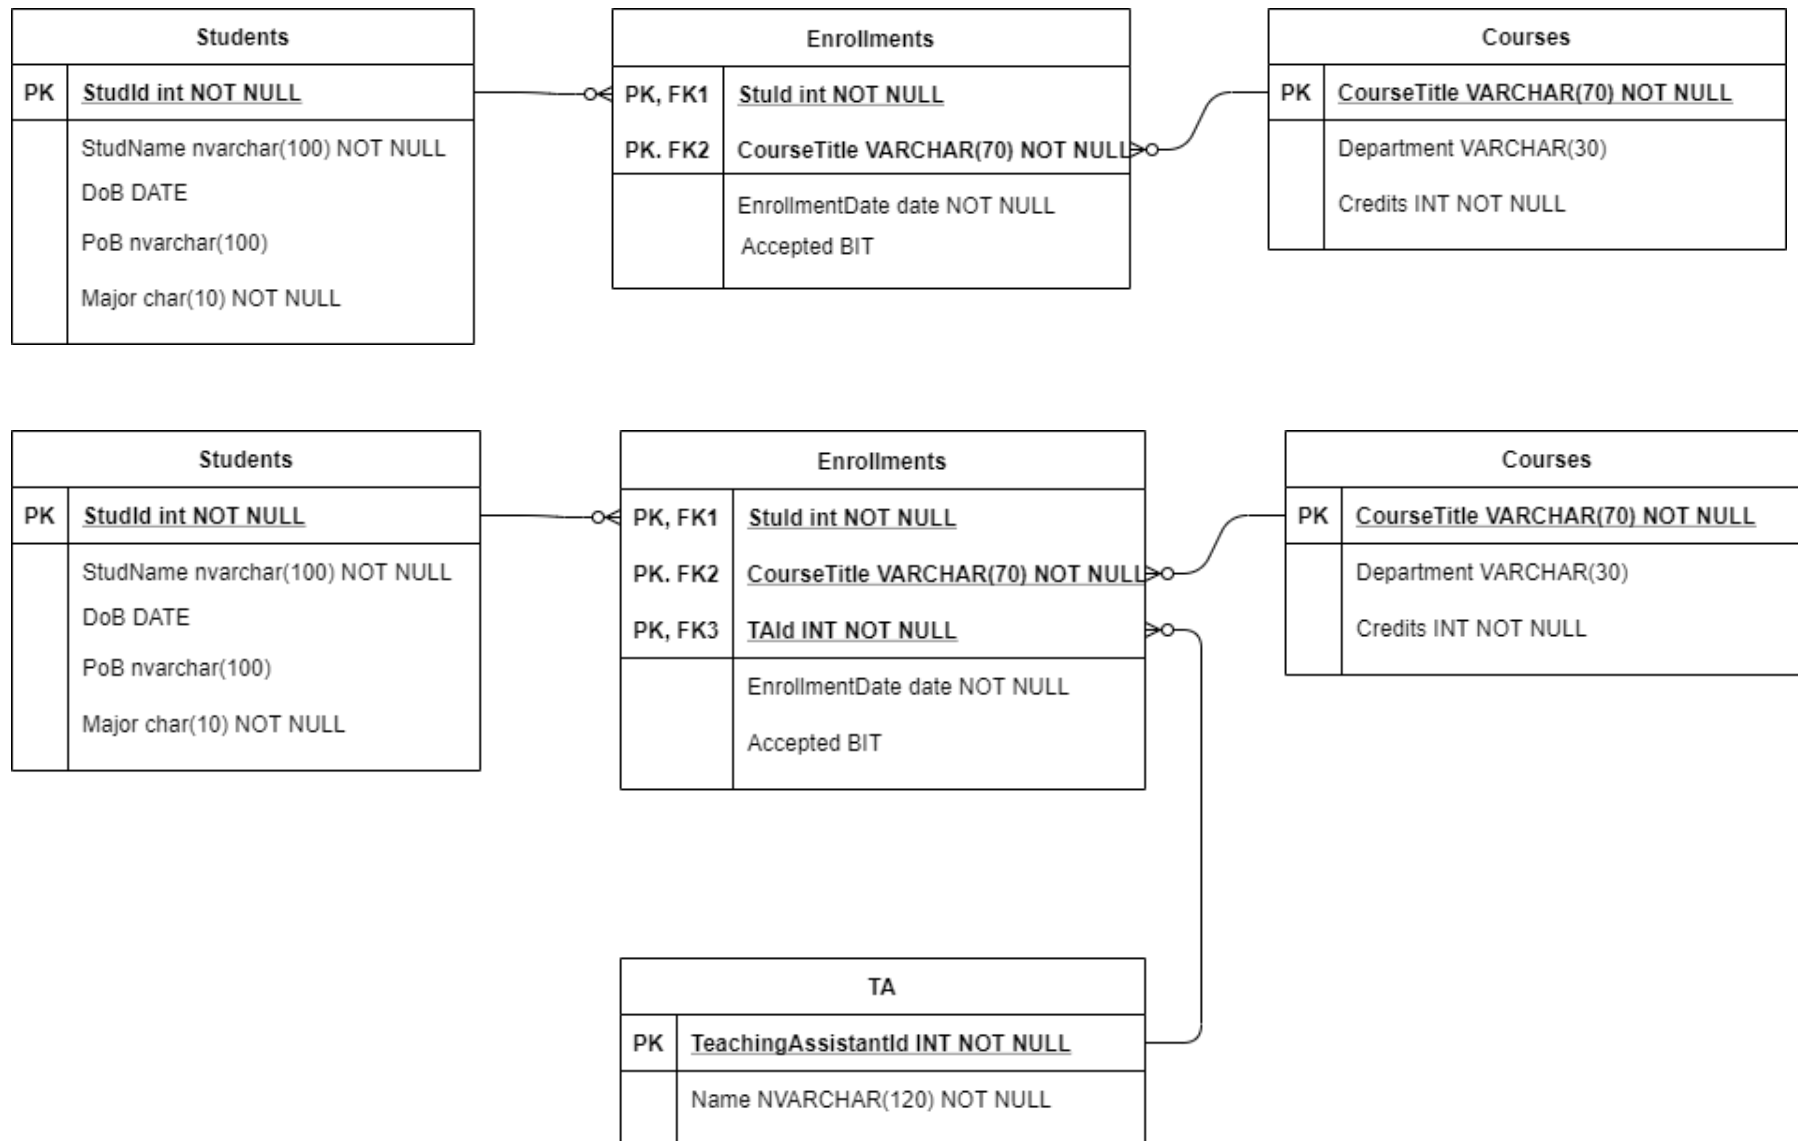 Students
PK StudId int NOT NULL
StudName nvarchar(100) NOT NULL
DoB DATE
PoB nvarchar(100)
Major char(10) NOT NULL
Enrollments
PK, FK1 StuId int NOT NULL
PK. FK2 CourseTitle VARCHAR(70) NOT NULL
EnrollmentDate date NOT NULL
Accepted BIT
Courses
PK CourseTitle VARCHAR(70) NOT NULL
Department VARCHAR(30)
Credits INT NOT NULL
Students
PK StudId int NOT NULL
StudName nvarchar(100) NOT NULL
DoB DATE
PoB nvarchar(100)
Major char(10) NOT NULL
Enrollments
PK, FK1 StuId int NOT NULL
PK. FK2 CourseTitle VARCHAR(70) NOT NULL
PK, FK3 TAId INT NOT NULL
EnrollmentDate date NOT NULL
Accepted BIT
Courses
PK CourseTitle VARCHAR(70) NOT NULL
Department VARCHAR(30)
Credits INT NOT NULL
TA
PK TeachingAssistantId INT NOT NULL
Name NVARCHAR(120) NOT NULL